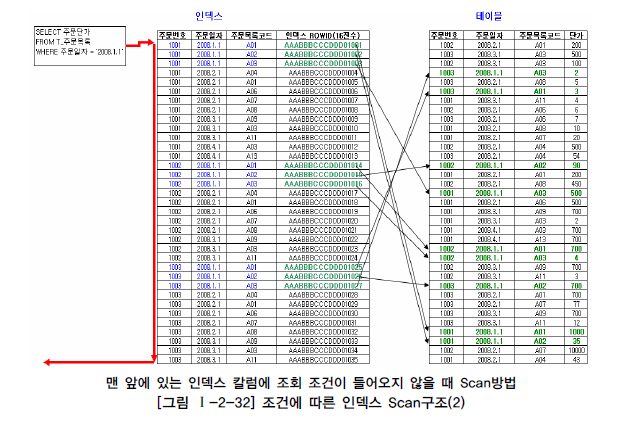 인덱스
SELECT 주문단가
FROM T_주문목록
WHERE 주문일자 = '2008.1.1'
주문번호 주문일자 주문목록코드 인덱스 ROWID(16진수)
1001 2008.1.1 A01 AAABBBCCCDDD01001
1001 2008.1.1 A02 AAABBBCCCDDD01002
1001 2008.1.1 A03 AAABBBCCCDDD01003
1001 2008.2.1 A04 AAABBBCCCDDD01004
1001 2008.2.1 A01 AAABBBCCCDDD01005
1001 2008.2.1 A06 AAABBBCCCDDD01006
1001 2008.2.1 A07 AAABBBCCCDDD01007
1001 2008.2.1 A08 AAABBBCCCDDD01008
1001 2008.2.1 A09 AAABBBCCCDDD01009
1001 2008.3.1 A03 AAABBBCCCDDD01010
1001 2008.3.1 A11 AAABBBCCCDDD01011
1001 2008.4.1 A03 AAABBBCCCDDD01012
1001 2008.4.1 A13 AAABBBCCCDDD01013
1002 2008.1.1 A01 AAABBBCCCDDD01014
1002 2008.1.1 A02 AAABBBCCCDDD01015
1002 2008.1.1 A03 AAABBBCCCDDD01016
1002 2008.2.1 A04 AAABBBCCCDDD01017
1002 2008.2.1 A01 AAABBBCCCDDD01018
1002 2008.2.1 A06 AAABBBCCCDDD01019
1002 2008.2.1 A07 AAABBBCCCDDD01020
1002 2008.2.1 A08 AAABBBCCCDDD01021
1002 2008.3.1 A09 AAABBBCCCDDD01022
1002 2008.3.1 A03 AAABBBCCCDDD01023
1002 2008.3.1 A11 AAABBBCCCDDD01024
1003 2008.1.1 A01 AAABBBCCCDDD01025
1003 2008.1.1 A02 AAABBBCCCDDD01026
1003 2008.1.1 A03 AAABBBCCCDDD01027
1003 2008.2.1 A04 AAABBBCCCDDD01028
1003 2008.2.1 A01 AAABBBCCCDDD01029
1003 2008.2.1 A06 AAABBBCCCDDD01030
1003 2008.2.1 A07 AAABBBCCCDDD01031
1003 2008.2.1 A08 AAABBBCCCDDD01032
1003 2008.3.1 A09 AAABBBCCCDDD01033
1003 2008.3.1 A03 AAABBBCCCDDD01034
1003 2008.3.1 A11 AAABBBCCCDDD01035
테이블
주문번호 주문일자 주문목록코드 단가
1002 2008.2.1 A01 200
1002 2008.3.1 A03 500
1003 2008.3.1 A09 100
1003 2008.1.1 A03 2
1003 2008.2.1 A08 5
1003 2008.1.1 A01 3
1001 2008.3.1 A11 4
1002 2008.2.1 A06 6
1003 2008.2.1 A06 7
1001 2008.2.1 A09 10
1001 2008.2.1 A07 20
1002 2008.2.1 A04 500
1003 2008.2.1 A04 54
1002 2008.1.1 A02 90
1001 2008.2.1 A08 450
1001 2008.1.1 A03 500
1001 2008.2.1 A06 500
1002 2008.3.1 A09 700
1001 2008.3.1 A03 2
1001 2008.4.1 A03 700
1001 2008.4.1 A13 700
1002 2008.1.1 A01 700
1002 2008.1.1 A03 4
1003 2008.3.1 A09 700
1002 2008.3.1 A11 3
1003 2008.1.1 A02 700
1003 2008.2.1 A01 700
1003 2008.2.1 A07 77
1001 2008.3.1 A09 700
1003 2008.3.1 A11 12
1001 2008.1.1 A01 1000
1001 2008.1.1 A02 35
1002 2008.2.1 A07 10000
1001 2008.2.1 A04 43
맨 앞에 있는 인덱스 칼럼에 조회 조건이 들어오지 않을 때 Scan방법
[그림 Ⅰ-2-32] 조건에 따른 인덱스 Scan구조(2)